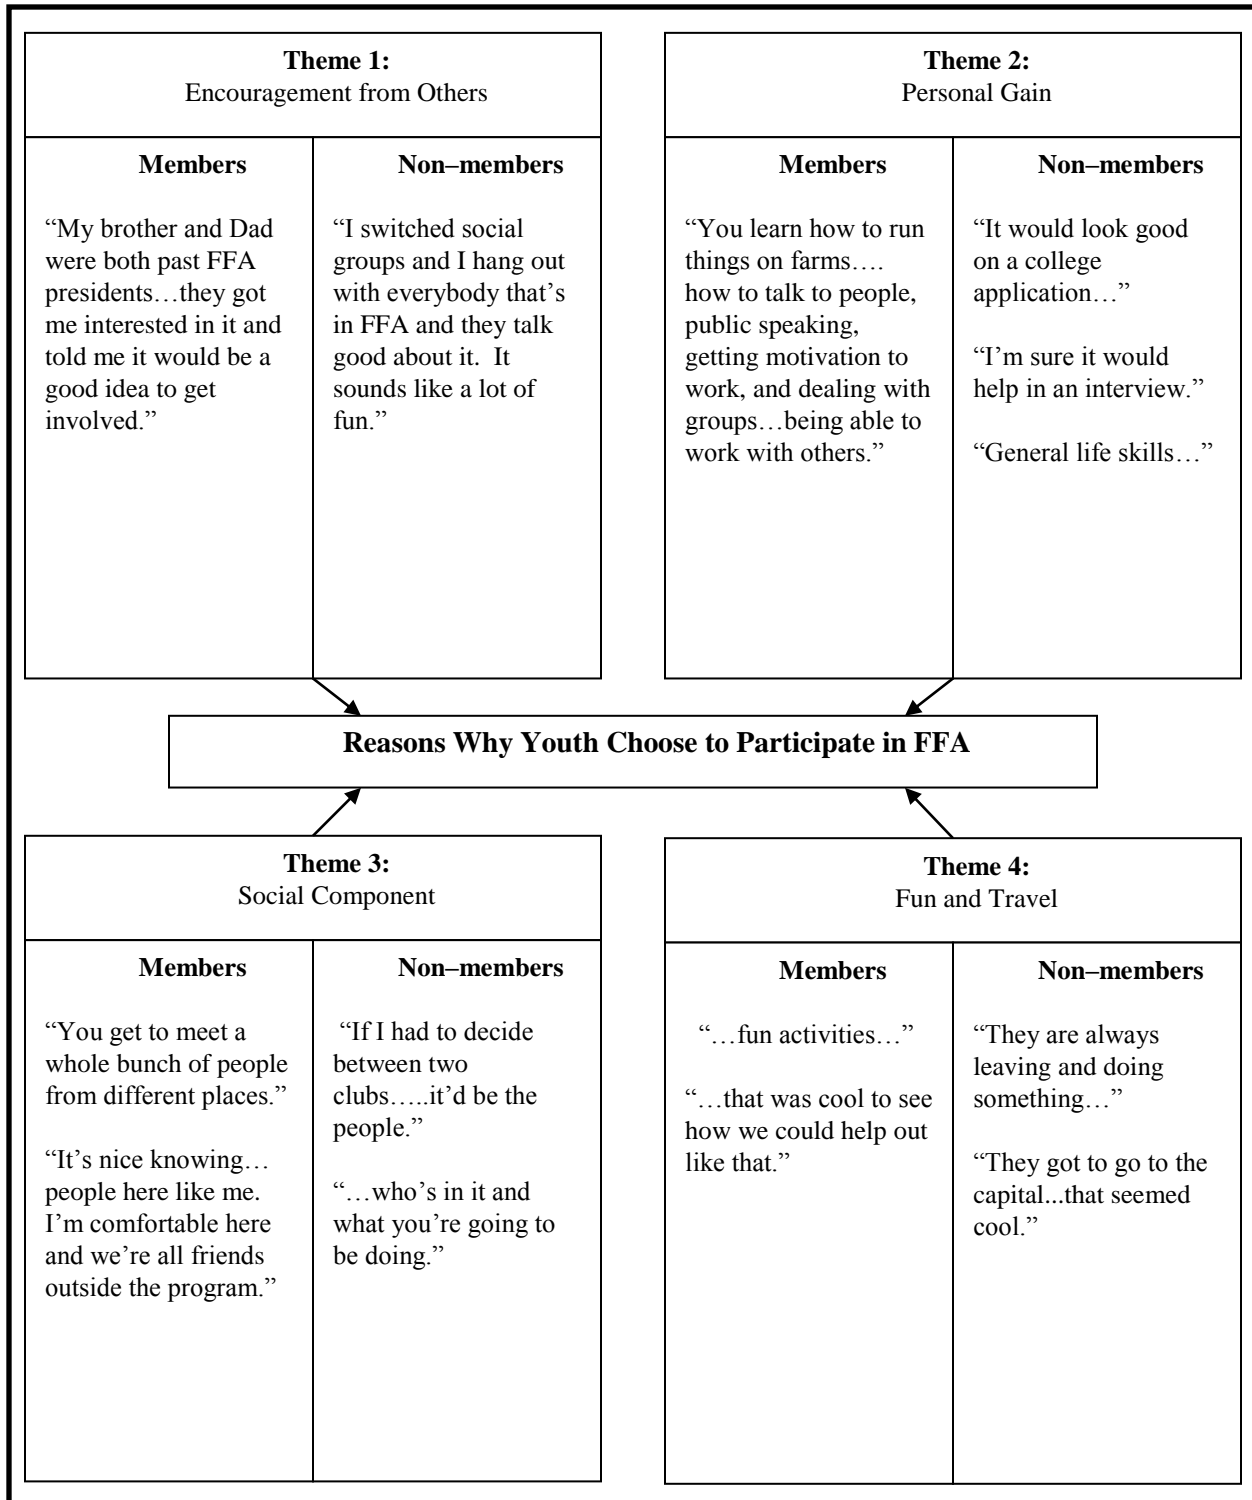 Theme 1:
Encouragement from Others
Members
“My brother and Dad
were both past FFA
presidents…they got
me interested in it and
told me it would be a
good idea to get
involved.”
Non–members
“I switched social
groups and I hang out
with everybody that’s
in FFA and they talk
good about it.  It
sounds like a lot of
fun.”
Theme 2:
Personal Gain
Members
“You learn how to run
things on farms….
how to talk to people,
public speaking,
getting motivation to
work, and dealing with
groups…being able to
work with others.”
Non–members
“It would look good
on a college
application…”
“I’m sure it would
help in an interview.”
“General life skills…”
Reasons Why Youth Choose to Participate in FFA
Theme 3:
Social Component
Members
“You get to meet a
whole bunch of people
from different places.”
“It’s nice knowing…
people here like me.
I’m comfortable here
and we’re all friends
outside the program.”
Non–members
“If I had to decide
between two
clubs…..it’d be the
people.”
“…who’s in it and
what you’re going to
be doing.”
Theme 4:
Fun and Travel
Members
“…fun activities…”
“…that was cool to see
how we could help out
like that.”
Non–members
“They are always
leaving and doing
something…”
“They got to go to the
capital...that seemed
cool.”